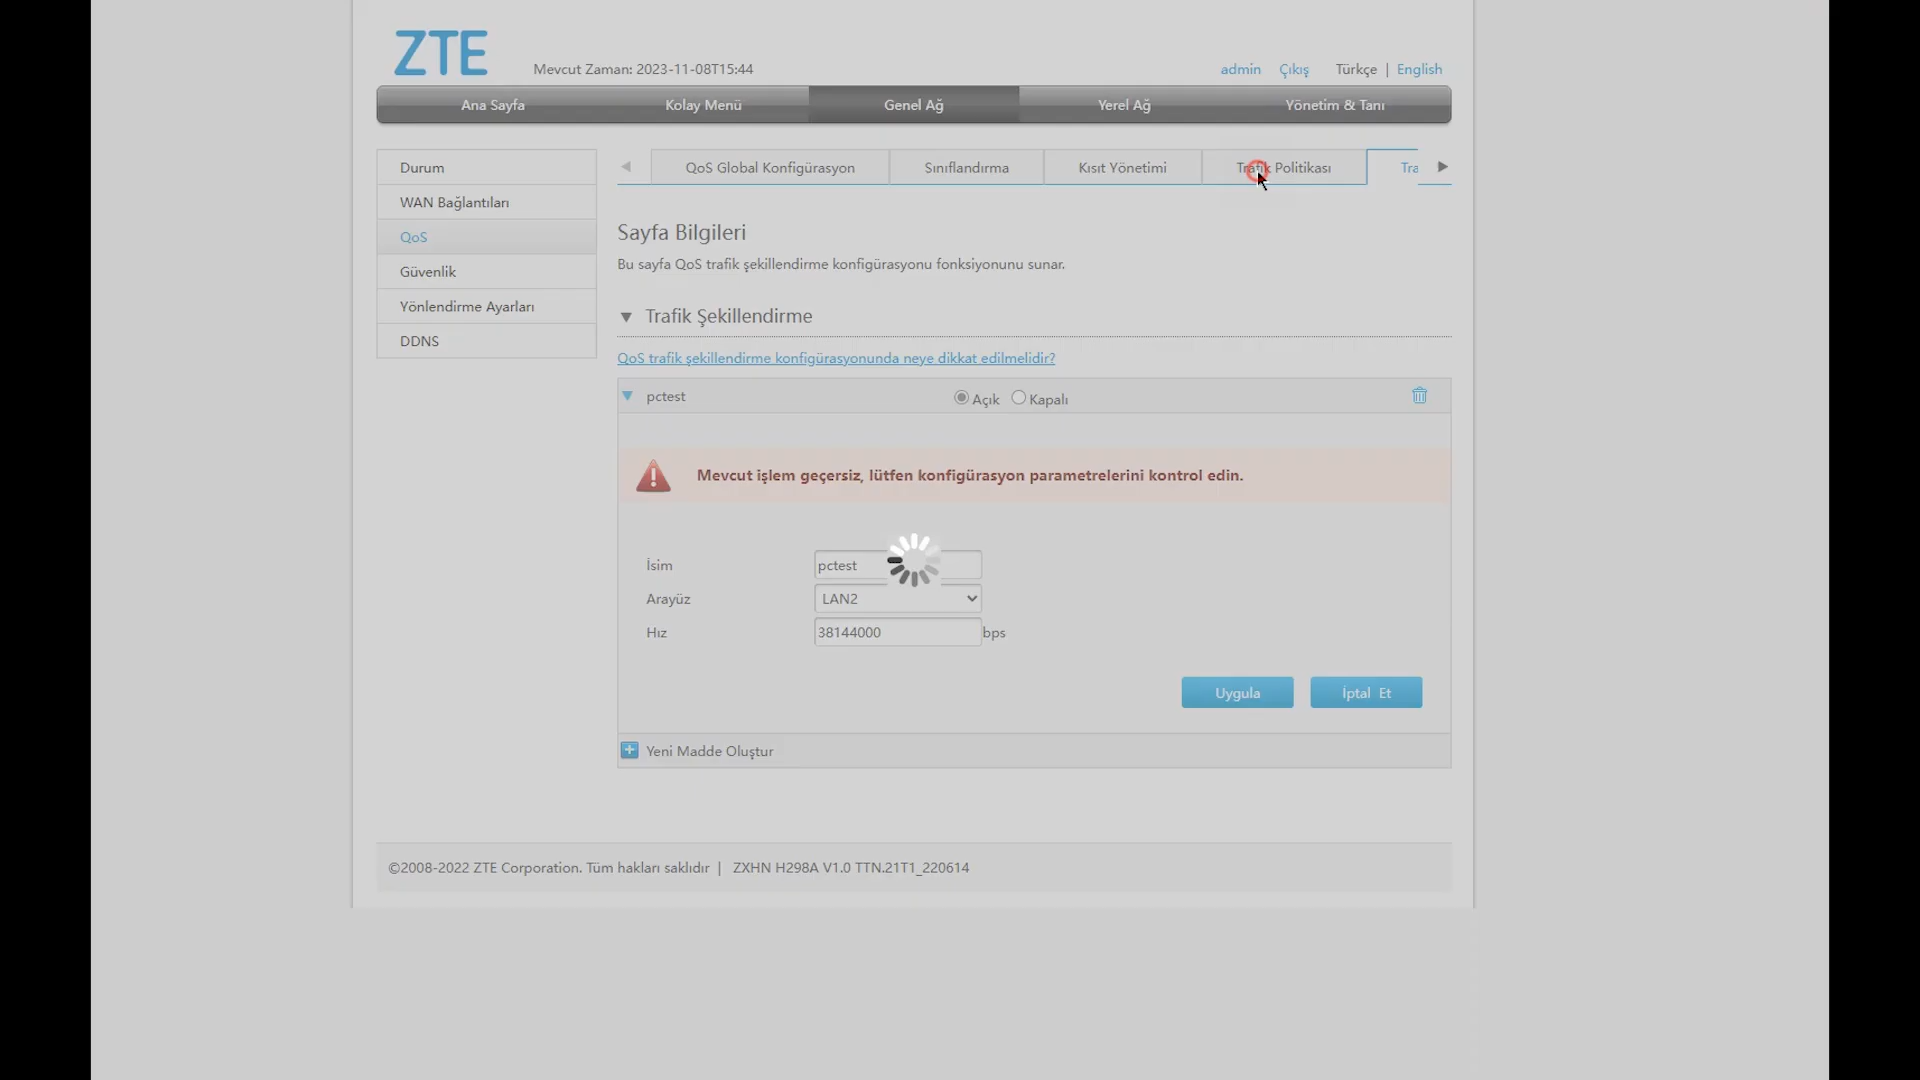 ZTE
Mevcut Zaman: 2023-11-08T15:44
admin Çıkış Türkçe | English
Ana Sayfa Kolay Menü Genel Ağ Yerel Ağ Yönetim & Tanı
Durum
WAN Bağlantıları
QoS
Güvenlik
Yönlendirme Ayarları
DDNS
QoS Global Konfigürasyon Sınıflandırma Kısıt Yönetimi Trafik Politikası Tra
Sayfa Bilgileri
Bu sayfa QoS trafik şekillendirme konfigürasyonu fonksiyonunu sunar.
Trafik Şekillendirme
QoS trafik şekillendirme konfigürasyonunda neye dikkat edilmelidir?
pctest Açık Kapalı
Mevcut işlem geçersiz, lütfen konfigürasyon parametrelerini kontrol edin.
İsim pctest
Arayüz LAN2
Hız 38144000 bps
Uygula İptal Et
Yeni Madde Oluştur
©2008-2022 ZTE Corporation. Tüm hakları saklıdır | ZXHN H298A V1.0 TTN.21T1_220614